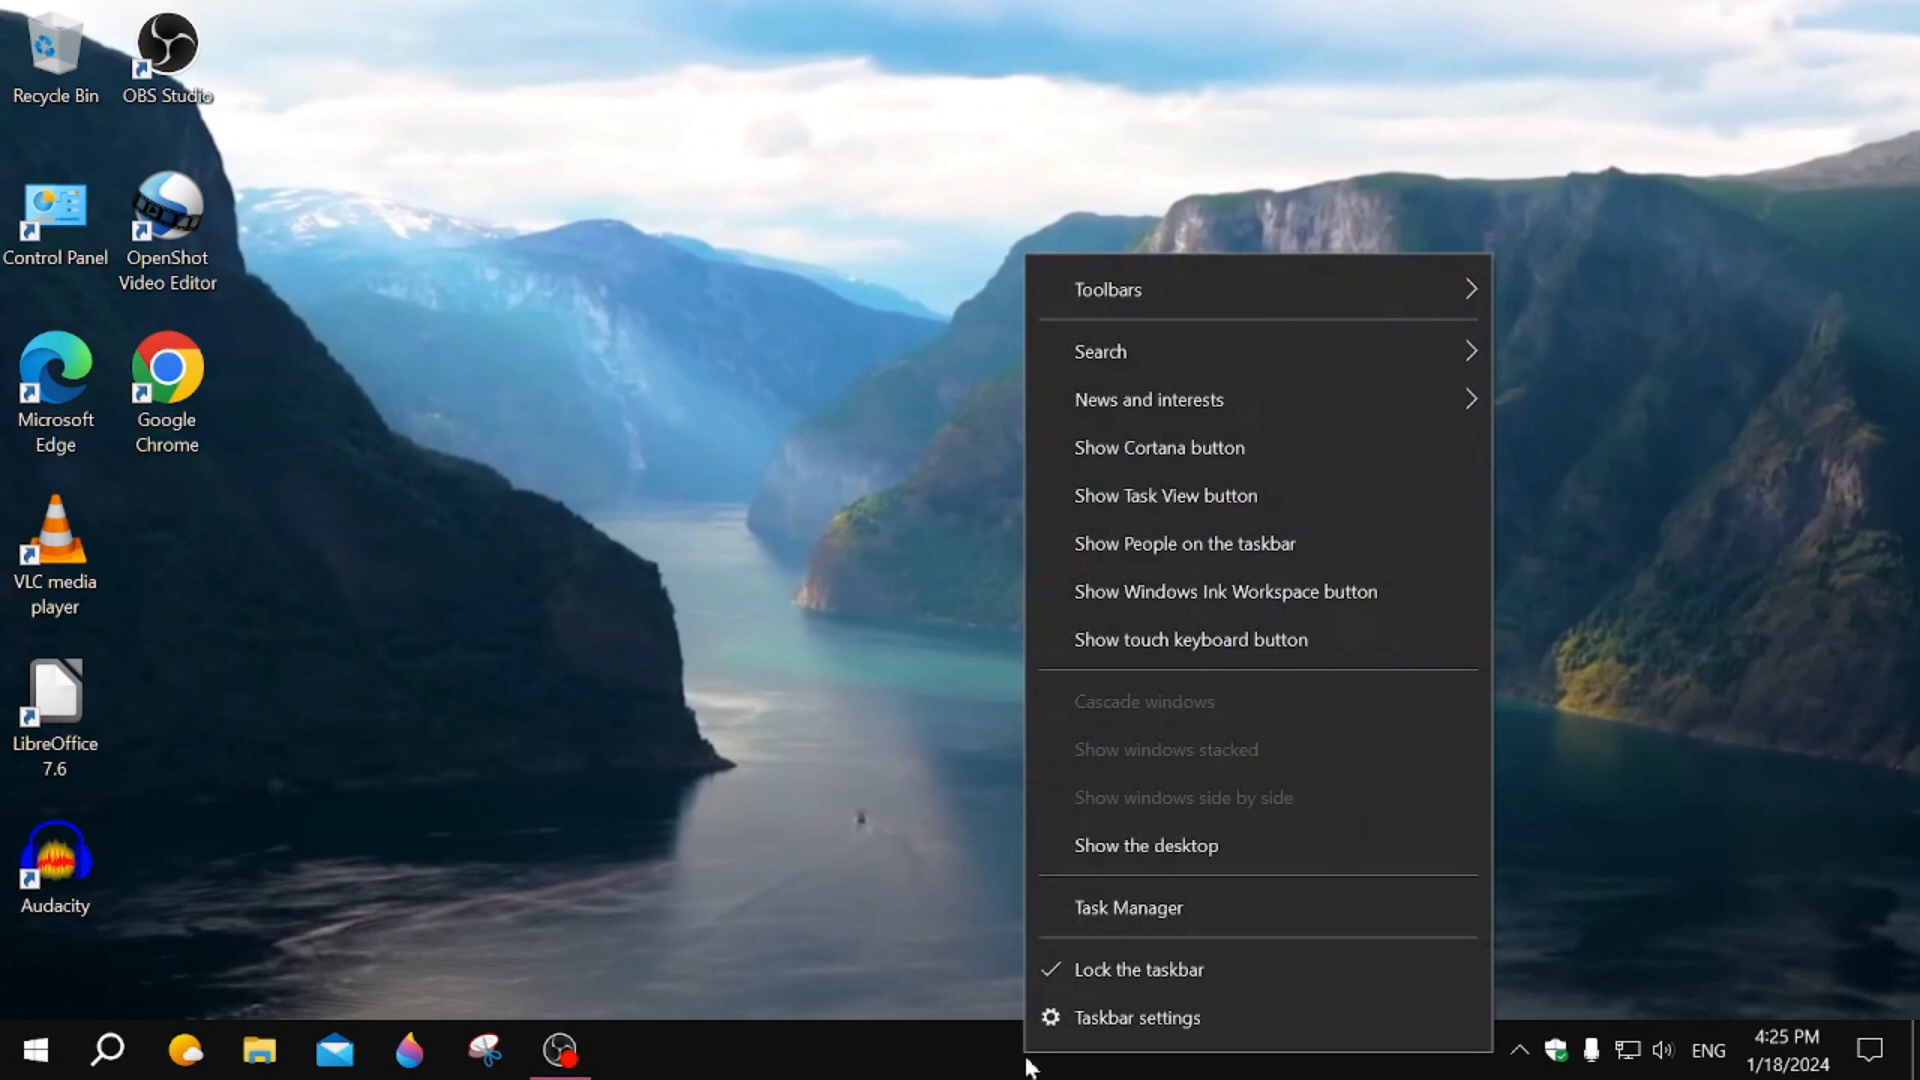 Recycle Bin
OBS Studio
Control Panel
OpenShot
Video Editor
Microsoft
Edge
Google
Chrome
VLC media
player
LibreOffice
7.6
Audacity
Toolbars
Search
News and interests
Show Cortana button
Show Task View button
Show People on the taskbar
Show Windows Ink Workspace button
Show touch keyboard button
Cascade windows
Show windows stacked
Show windows side by side
Show the desktop
Task Manager
Lock the taskbar
Taskbar settings
ENG
4:25 PM
1/18/2024